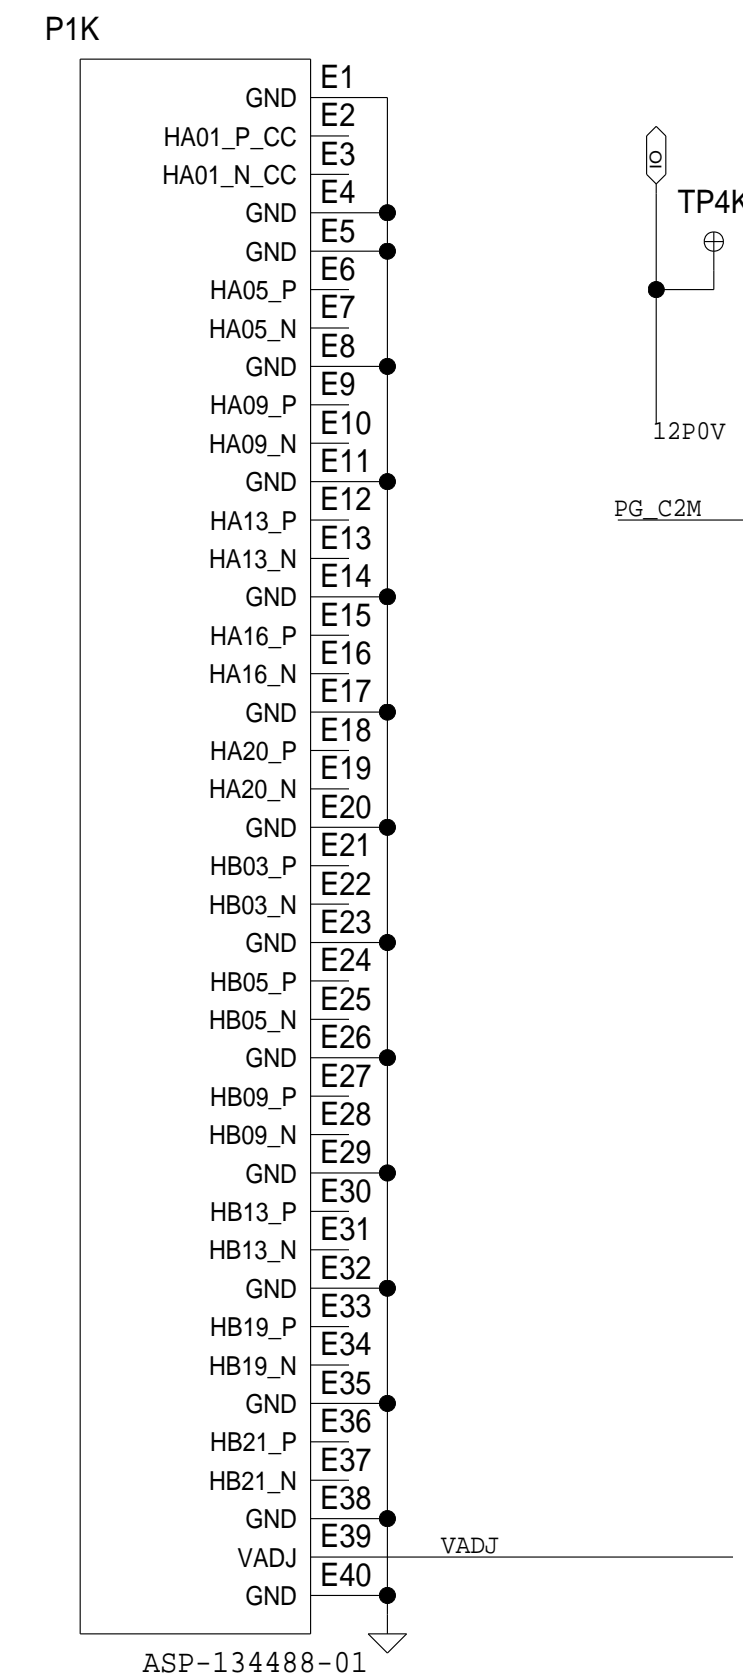 P1K
GND E1
HA01_P_CC E2
HA01_N_CC E3
GND E4
GND E5
HA05_P E6
HA05_N E7
GND E8
HA09_P E9
HA09_N E10
GND E11
HA13_P E12
HA13_N E13
GND E14
HA16_P E15
HA16_N E16
GND E17
HA20_P E18
HA20_N E19
GND E20
HB03_P E21
HB03_N E22
GND E23
HB05_P E24
HB05_N E25
GND E26
HB09_P E27
HB09_N E28
GND E29
HB13_P E30
HB13_N E31
GND E32
HB19_P E33
HB19_N E34
GND E35
HB21_P E36
HB21_N E37
GND E38
VADJ E39 VADJ
GND E40
ASP-134488-01
IO
TP4K
12P0V
PG_C2M